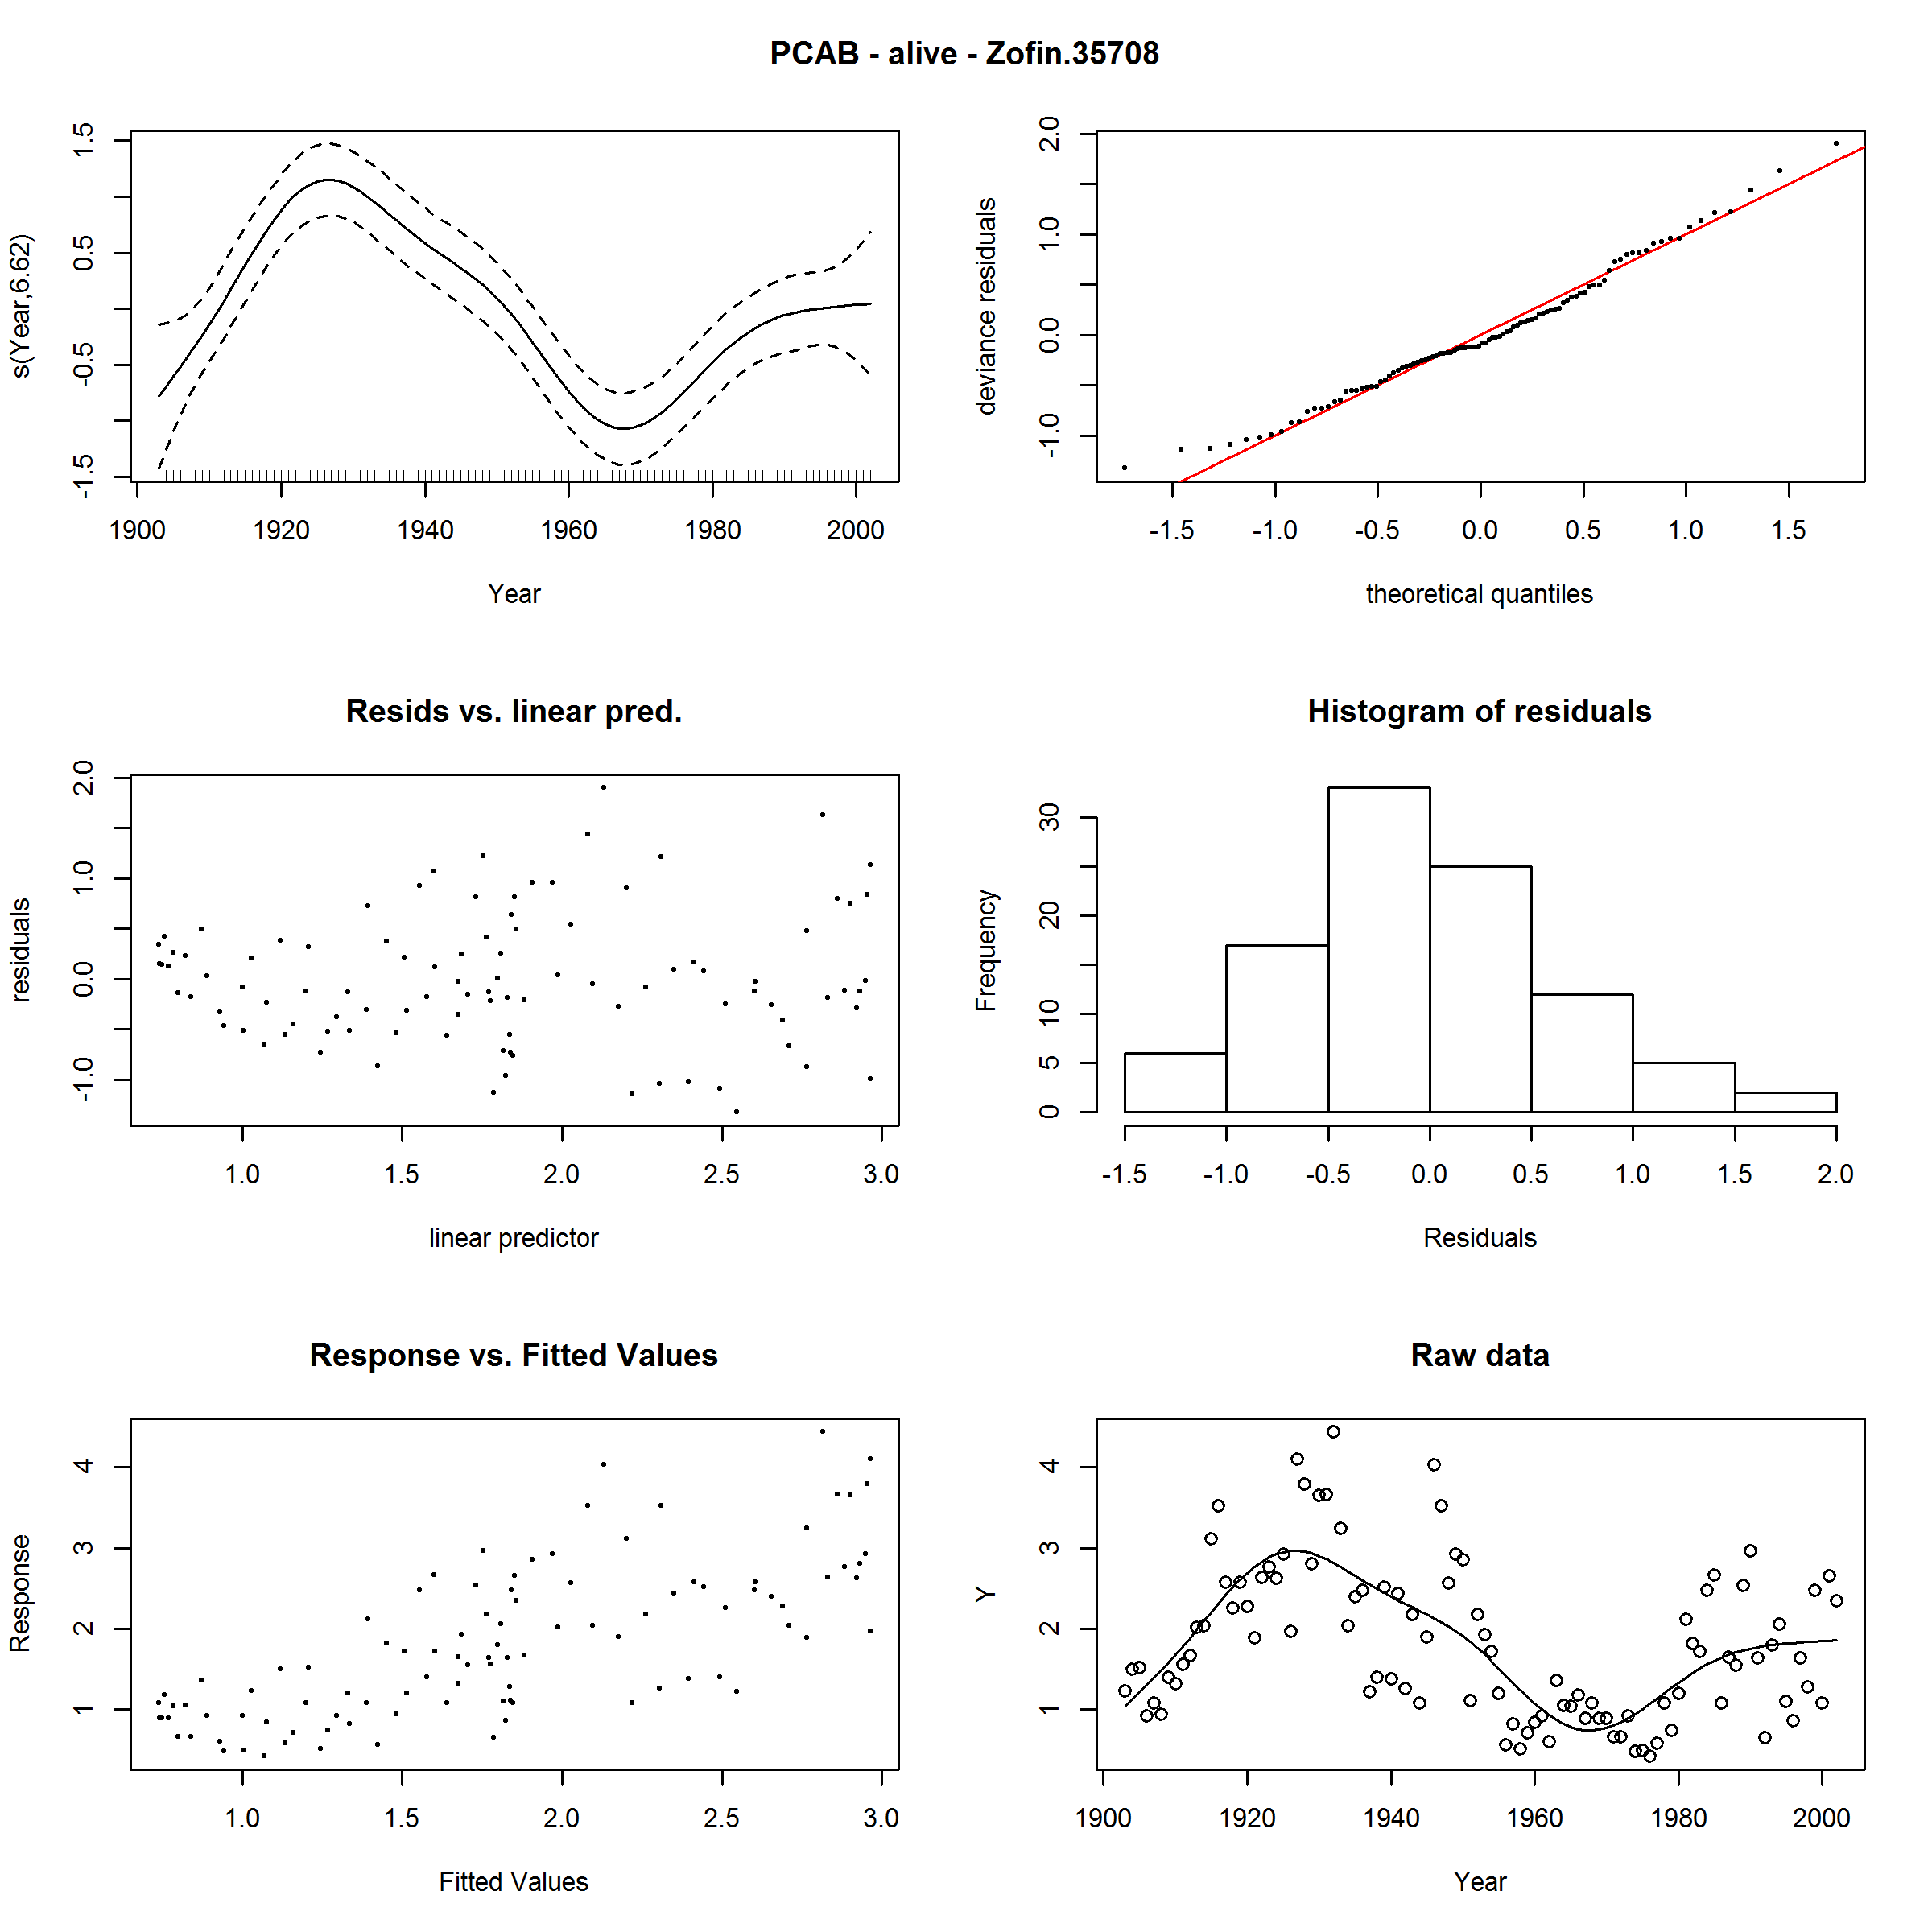 PCAB - alive - Zofin.35708
s(Year,6.62)
-1.5 -0.5 0.5 1.5
1900 1920 1940 1960 1980 2000
Year
deviance residuals
-1.0 0.0 1.0 2.0
-1.5 -1.0 -0.5 0.0 0.5 1.0 1.5
theoretical quantiles
Resids vs. linear pred.
residuals
-1.0 0.0 1.0 2.0
1.0 1.5 2.0 2.5 3.0
linear predictor
Histogram of residuals
Frequency
0 5 10 20 30
-1.5 -1.0 -0.5 0.0 0.5 1.0 1.5 2.0
Residuals
Response vs. Fitted Values
Response
1 2 3 4
1.0 1.5 2.0 2.5 3.0
Fitted Values
Raw data
Y
1 2 3 4
1900 1920 1940 1960 1980 2000
Year